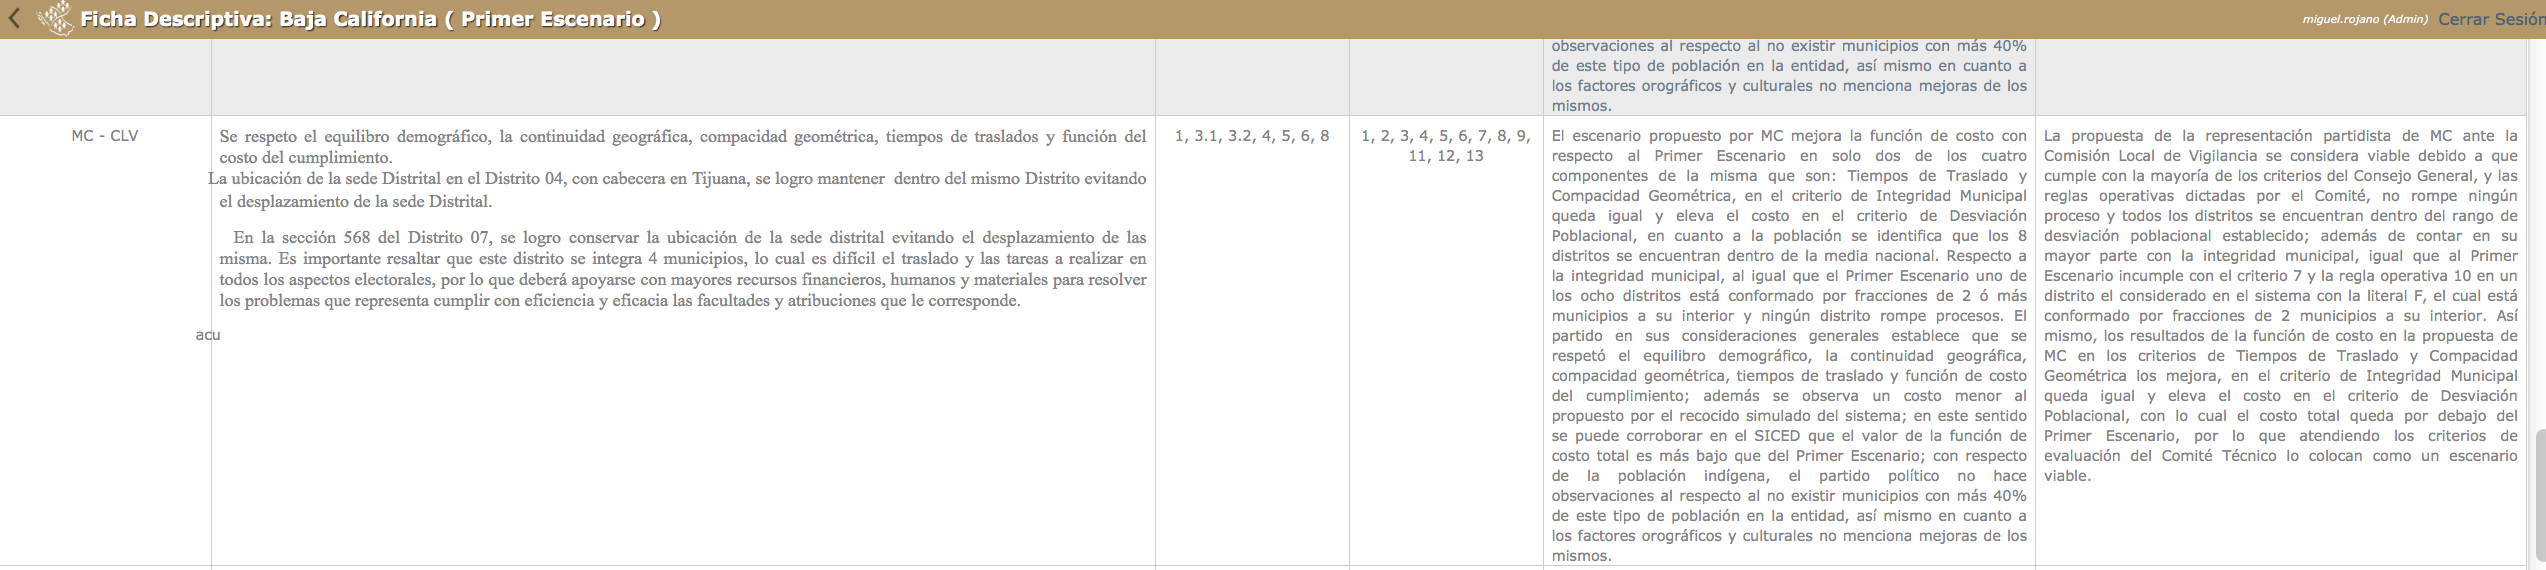 Ficha Descriptiva: Baja California ( Primer Escenario )
miguel.rojano (Admin) Cerrar Sesión
observaciones al respecto al no existir municipios con más 40%
de este tipo de población en la entidad, así mismo en cuanto a
los factores orográficos y culturales no menciona mejoras de los
mismos.
MC - CLV
Se respeto el equilibro demográfico, la continuidad geográfica, compacidad geométrica, tiempos de traslados y función del
costo del cumplimiento.
La ubicación de la sede Distrital en el Distrito 04, con cabecera en Tijuana, se logro mantener dentro del mismo Distrito evitando
el desplazamiento de la sede Distrital.
En la sección 568 del Distrito 07, se logro conservar la ubicación de la sede distrital evitando el desplazamiento de las
misma. Es importante resaltar que este distrito se integra 4 municipios, lo cual es difícil el traslado y las tareas a realizar en
todos los aspectos electorales, por lo que deberá apoyarse con mayores recursos financieros, humanos y materiales para resolver
los problemas que representa cumplir con eficiencia y eficacia las facultades y atribuciones que le corresponde.
acu
1, 3.1, 3.2, 4, 5, 6, 8
1, 2, 3, 4, 5, 6, 7, 8, 9,
11, 12, 13
El escenario propuesto por MC mejora la función de costo con
respecto al Primer Escenario en solo dos de los cuatro
componentes de la misma que son: Tiempos de Traslado y
Compacidad Geométrica, en el criterio de Integridad Municipal
queda igual y eleva el costo en el criterio de Desviación
Poblacional, en cuanto a la población se identifica que los 8
distritos se encuentran dentro de la media nacional. Respecto a
la integridad municipal, al igual que el Primer Escenario uno de
los ocho distritos está conformado por fracciones de 2 ó más
municipios a su interior y ningún distrito rompe procesos. El
partido en sus consideraciones generales establece que se
respetó el equilibro demográfico, la continuidad geográfica,
compacidad geométrica, tiempos de traslado y función de costo
del cumplimiento; además se observa un costo menor al
propuesto por el recocido simulado del sistema; en este sentido
se puede corroborar en el SICED que el valor de la función de
costo total es más bajo que del Primer Escenario; con respecto
de la población indígena, el partido político no hace
observaciones al respecto al no existir municipios con más 40%
de este tipo de población en la entidad, así mismo en cuanto a
los factores orográficos y culturales no menciona mejoras de los
mismos.
La propuesta de la representación partidista de MC ante la
Comisión Local de Vigilancia se considera viable debido a que
cumple con la mayoría de los criterios del Consejo General, y las
reglas operativas dictadas por el Comité, no rompe ningún
proceso y todos los distritos se encuentran dentro del rango de
desviación poblacional establecido; además de contar en su
mayor parte con la integridad municipal, igual que al Primer
Escenario incumple con el criterio 7 y la regla operativa 10 en un
distrito el considerado en el sistema con la literal F, el cual está
conformado por fracciones de 2 municipios a su interior. Así
mismo, los resultados de la función de costo en la propuesta de
MC en los criterios de Tiempos de Traslado y Compacidad
Geométrica los mejora, en el criterio de Integridad Municipal
queda igual y eleva el costo en el criterio de Desviación
Poblacional, con lo cual el costo total queda por debajo del
Primer Escenario, por lo que atendiendo los criterios de
evaluación del Comité Técnico lo colocan como un escenario
viable.